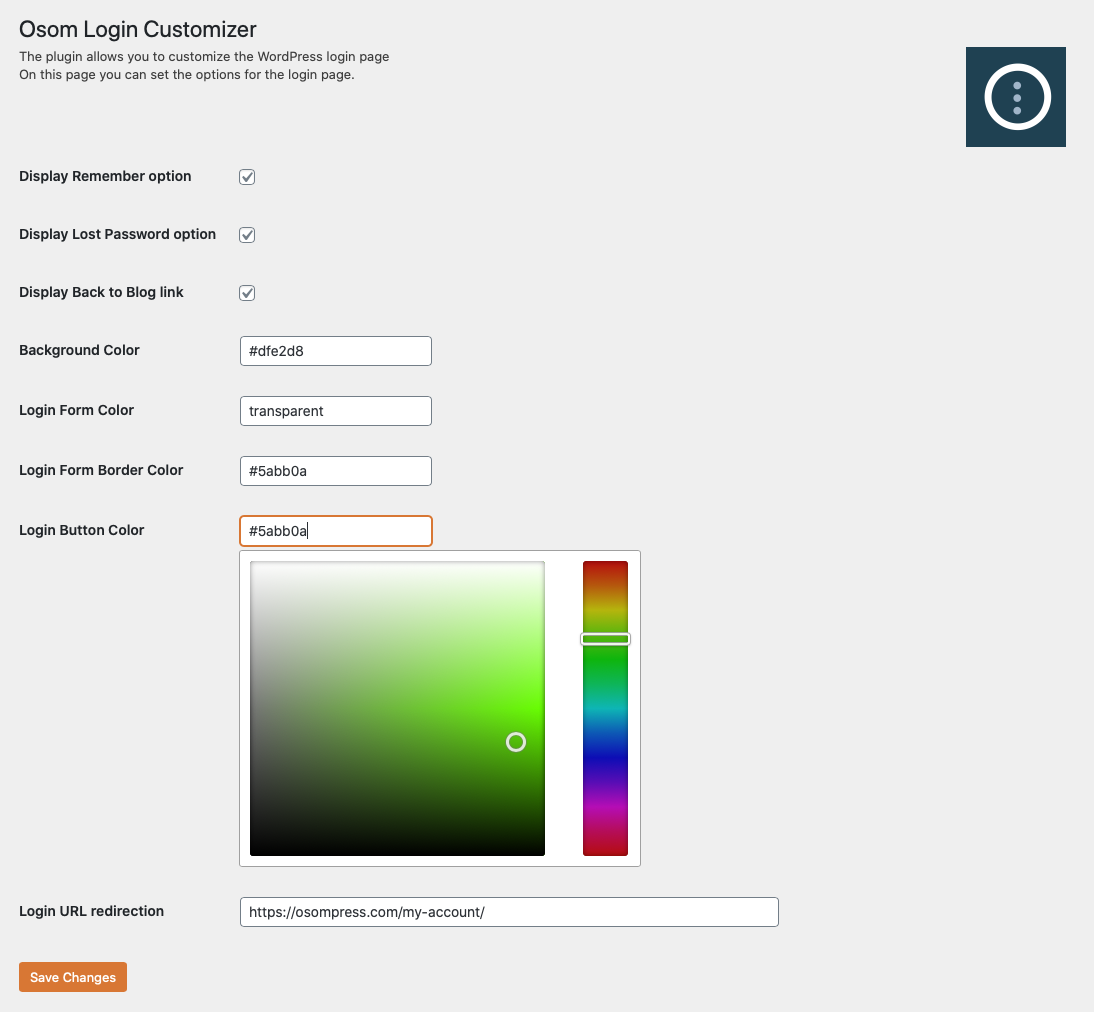 Osom Login Customizer
The plugin allows you to customize the WordPress login page
On this page you can set the options for the login page.
Display Remember option
Display Lost Password option
Display Back to Blog link
Background Color
#dfe2d8
Login Form Color
transparent
Login Form Border Color
#5abb0a
Login Button Color
#5abb0a
Login URL redirection
https://osompress.com/my-account/
Save Changes